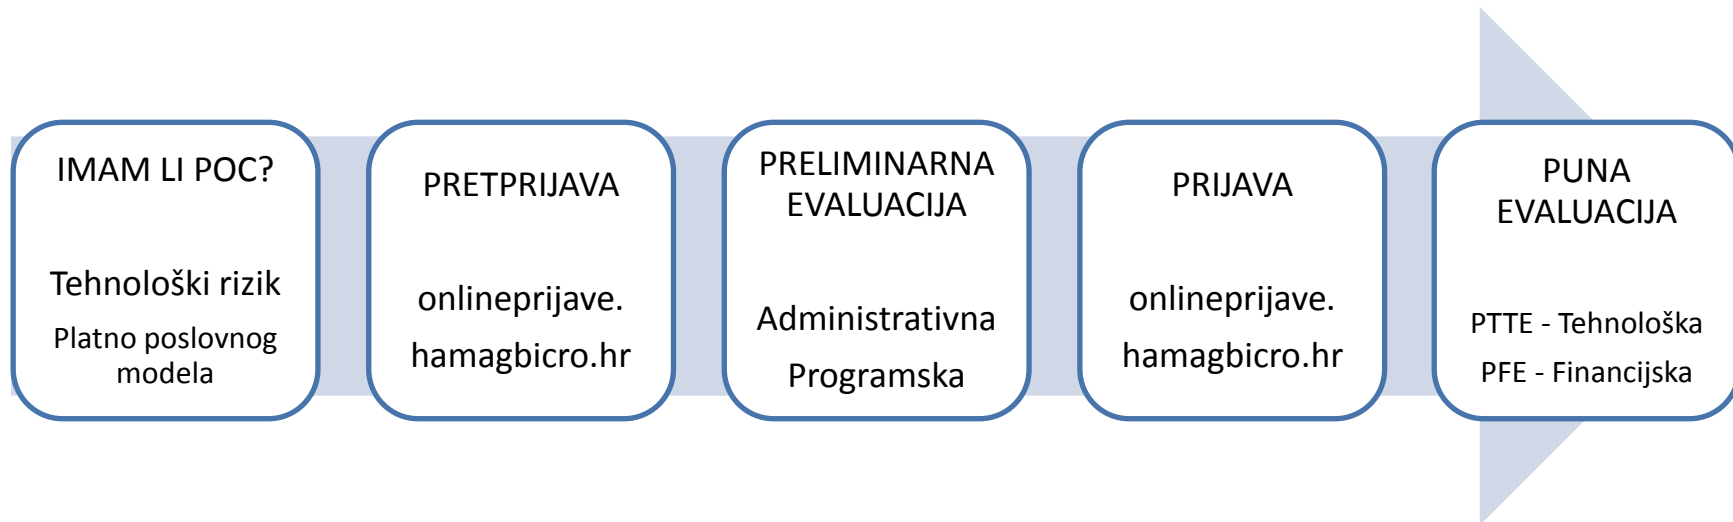 IMAM LI POC?
Tehnološki rizik
Platno poslovnog
modela
PRETPRIJAVA
onlineprijave.
hamagbicro.hr
PRELIMINARNA
EVALUACIJA
Administrativna
Programska
PRIJAVA
onlineprijave.
hamagbicro.hr
PUNA
EVALUACIJA
PTTE - Tehnološka
PFE - Financijska